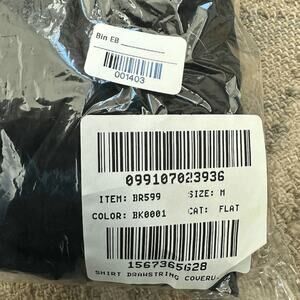 Bin EB
001403
099107023936
ITEM: BR599 SIZE: M
COLOR: BK0001 CAT: FLAT
1567365628
SHIRT DRAWSTRING COVERU